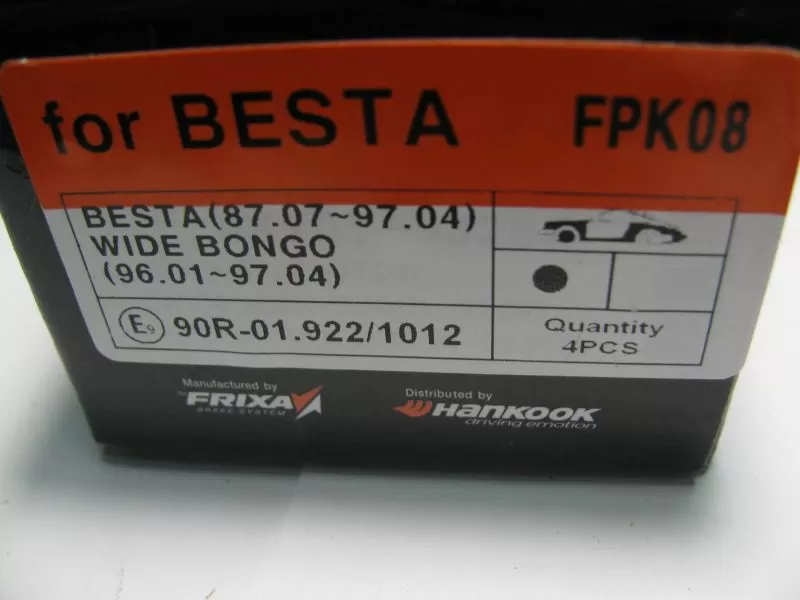 for BESTA FPK08
BESTA(87.07~97.04)
WIDE BONGO
(96.01~97.04)
E9 90R-01.922/1012
Quantity
4PCS
Manufactured by
FRIXA
BRAKE SYSTEM
Distributed by
HANKOOK
driving emotion